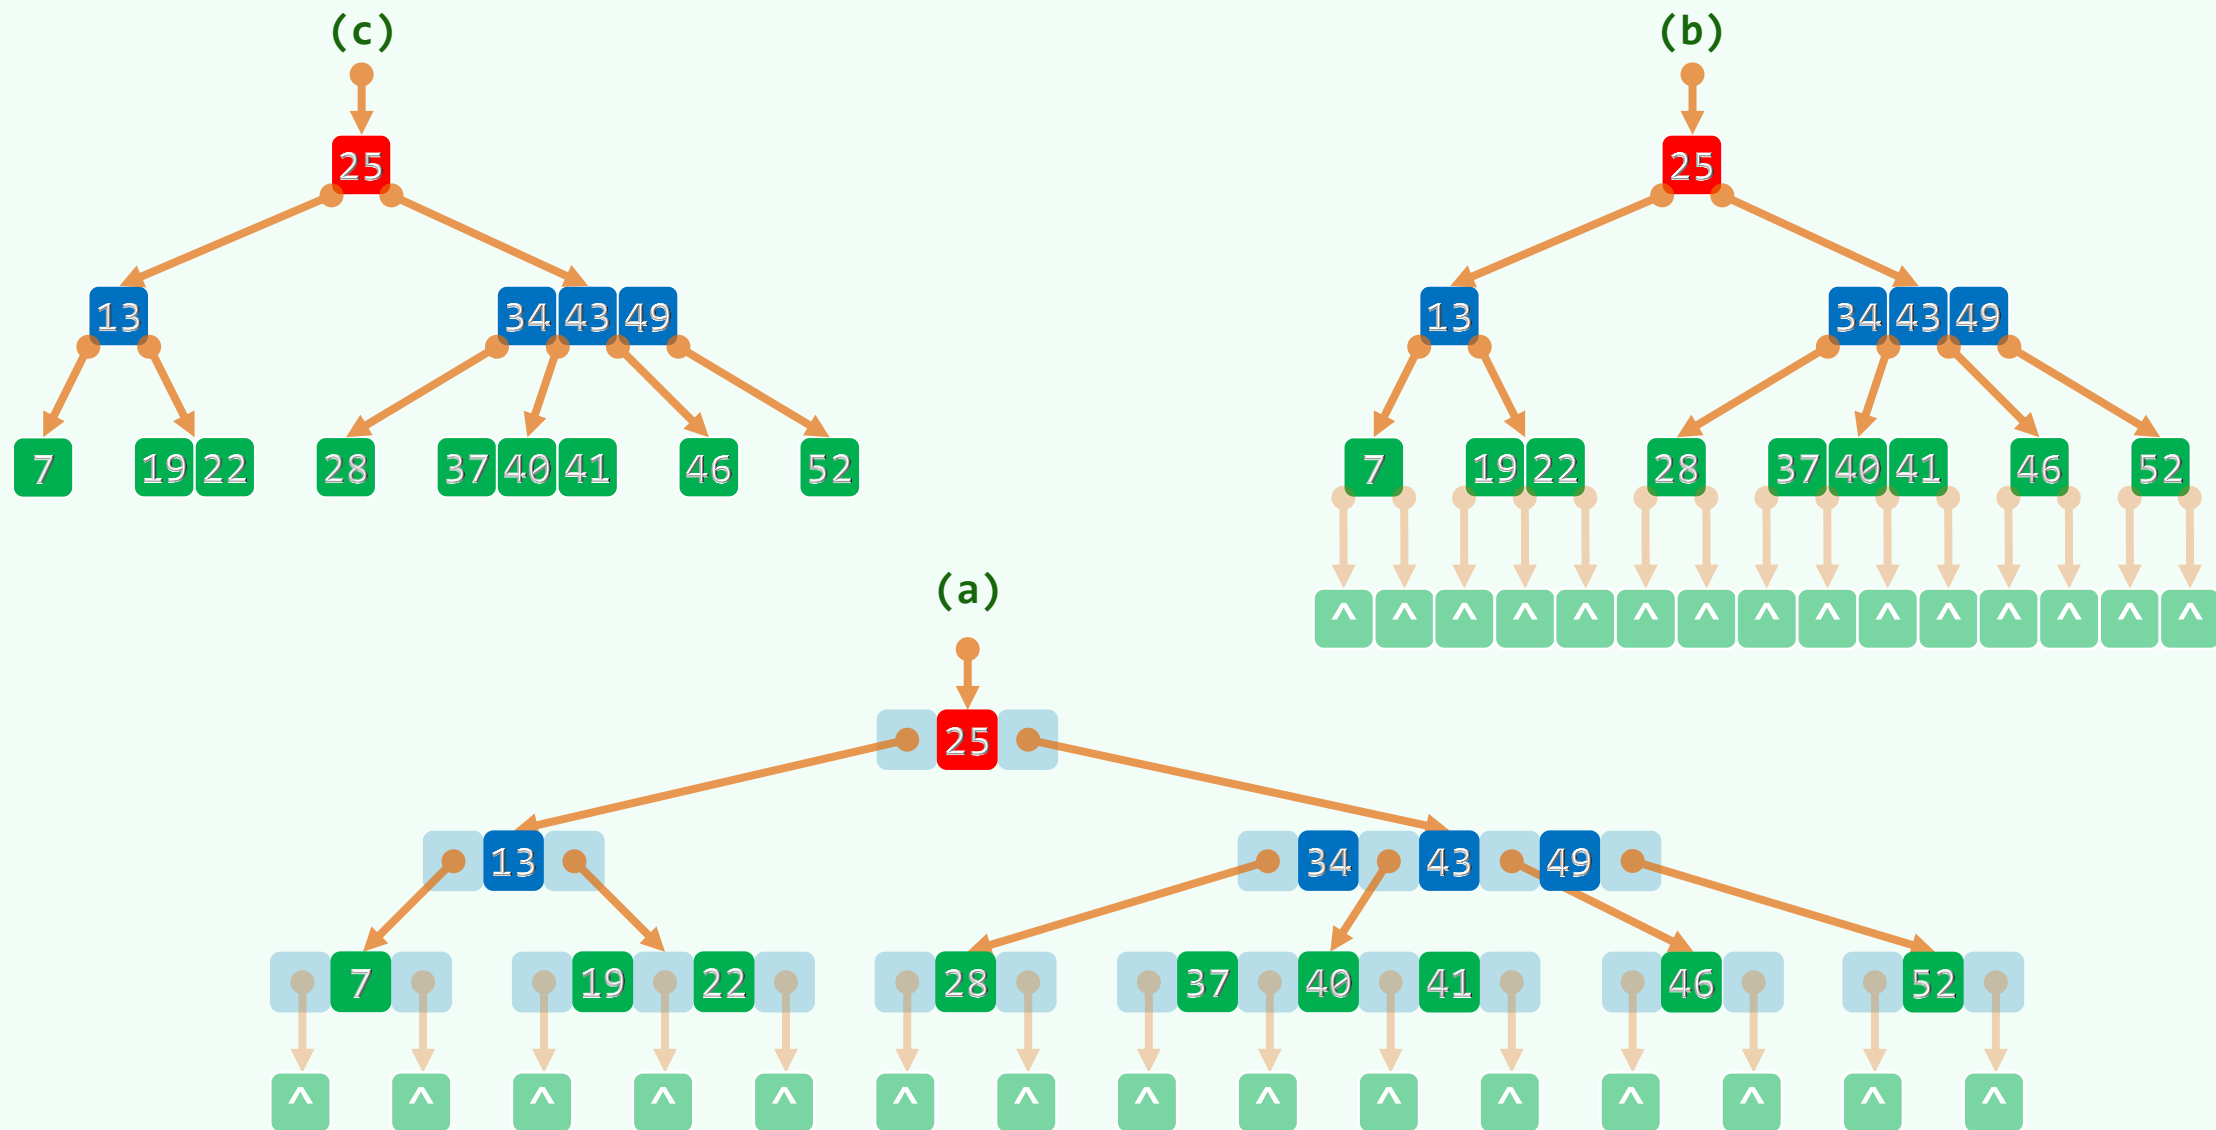 (c) (b)
25 25
13 34 43 49 13 34 43 49
7 19 22 28 37 40 41 46 52 7 19 22 28 37 40 41 46 52
^ ^ ^ ^ ^ ^ ^ ^ ^ ^ ^ ^ ^ ^ ^
(a)
25
13 34 43 49
7 19 22 28 37 40 41 46 52
^ ^ ^ ^ ^ ^ ^ ^ ^ ^ ^ ^ ^ ^ ^